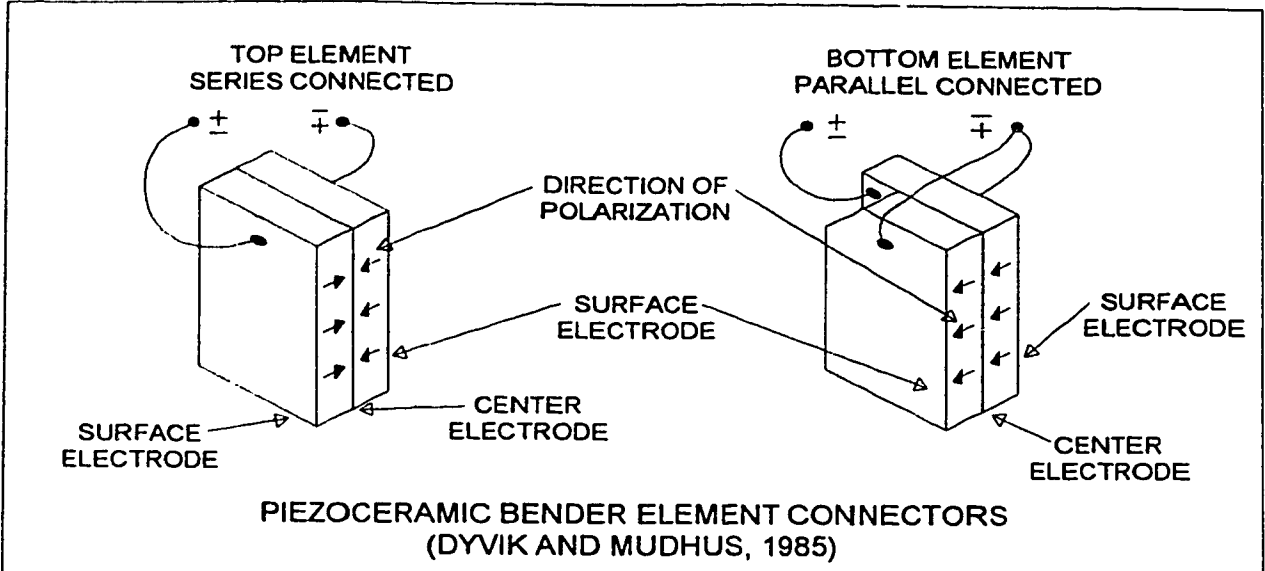 TOP ELEMENT
SERIES CONNECTED
BOTTOM ELEMENT
PARALLEL CONNECTED
± ∓
± ∓
DIRECTION OF
POLARIZATION
SURFACE
ELECTRODE
SURFACE
ELECTRODE
CENTER
ELECTRODE
SURFACE
ELECTRODE
CENTER
ELECTRODE
PIEZOCERAMIC BENDER ELEMENT CONNECTORS
(DYVIK AND MUDHUS, 1985)